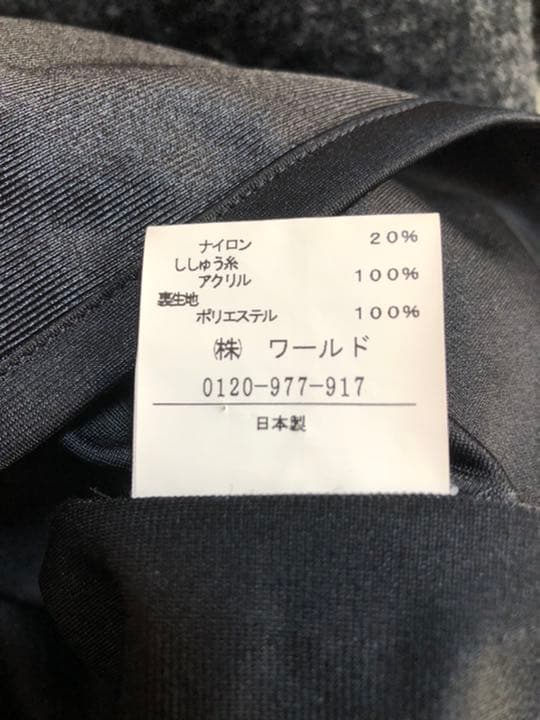 ナイロン 20%
ししゅう糸
アクリル 100%
裏生地
ポリエステル 100%
㈱ ワールド
0120-977-917
日本製